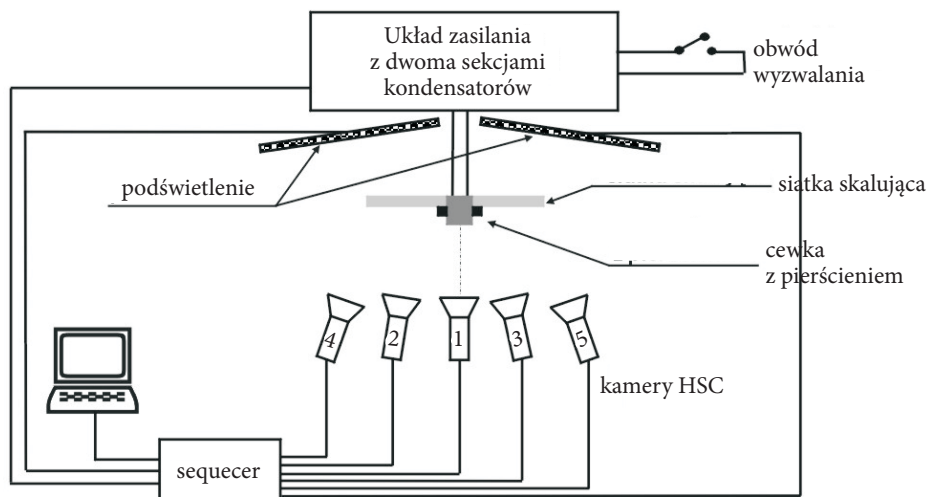 Układ zasilania
z dwoma sekcjami
kondensatorów
obwód
wyzwalania
podświetlenie
siatka skalująca
cewka
z pierścieniem
4
2
1
3
5
kamery HSC
sequecer